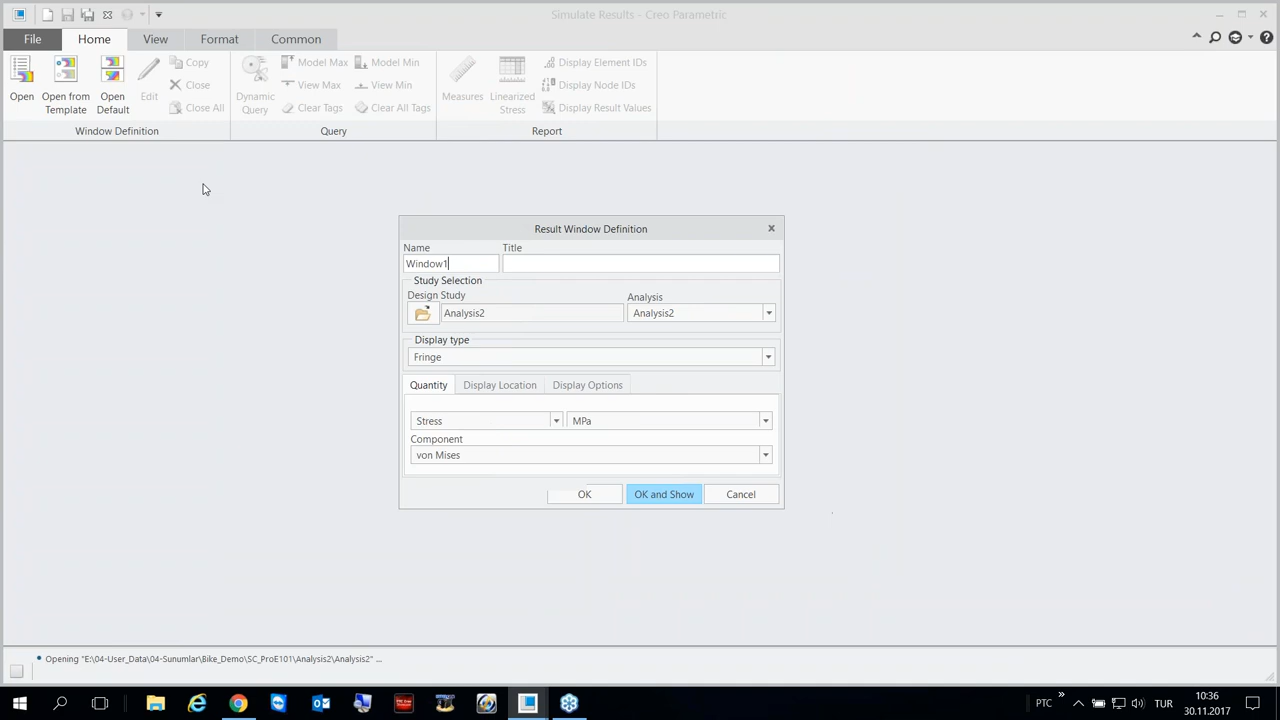 Simulate Results - Creo Parametric
File
Home
View
Format
Common
Open
Open from
Template
Open
Default
Edit
Copy
Close
Close All
Window Definition
Dynamic
Query
Model Max
View Max
Clear Tags
Model Min
View Min
Clear All Tags
Query
Measures
Linearized
Stress
Display Element IDs
Display Node IDs
Display Result Values
Report
Result Window Definition
Name
Title
Window1
Study Selection
Design Study
Analysis
Analysis2
Analysis2
Display type
Fringe
Quantity
Display Location
Display Options
Stress
MPa
Component
von Mises
OK
OK and Show
Cancel
Opening "E:\04-User_Data\04-Sunumlar\Bike_Demo\SC_ProE101\Analysis2\Analysis2" ...
PTC
TUR
10:36
30.11.2017